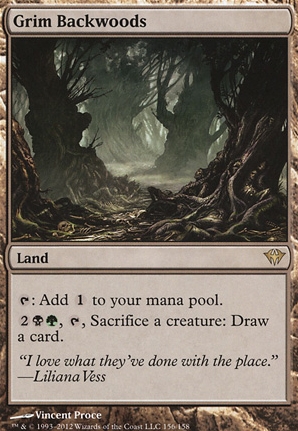 Grim Backwoods
Land
: Add 1 to your mana pool.
2 , , Sacrifice a creature: Draw
a card.
“I love what they’ve done with the place.”
—Liliana Vess
Vincent Proce
™ & © 1993–2012 Wizards of the Coast LLC 156/158